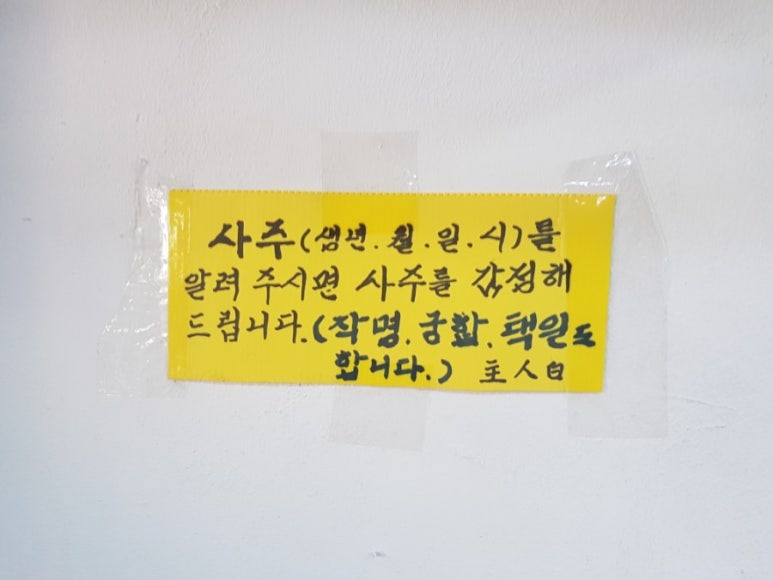 사주(생년.월.일.시)를
알려 주시면 사주를 감정해
드립니다.(작명.궁합.택일도
합니다.) 主人白